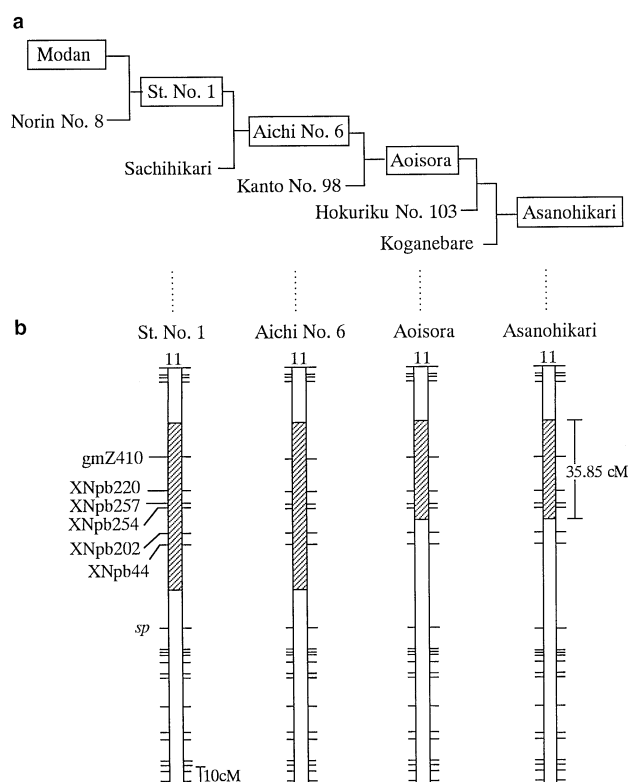 a
Modan
St. No. 1
Norin No. 8
Aichi No. 6
Sachihikari
Aoisora
Kanto No. 98
Hokuriku No. 103
Asanohikari
Koganebare
b
St. No. 1 Aichi No. 6 Aoisora Asanohikari
11 11 11 11
gmZ410
35.85 cM
XNpb220
XNpb257
XNpb254
XNpb202
XNpb44
sp
10cM